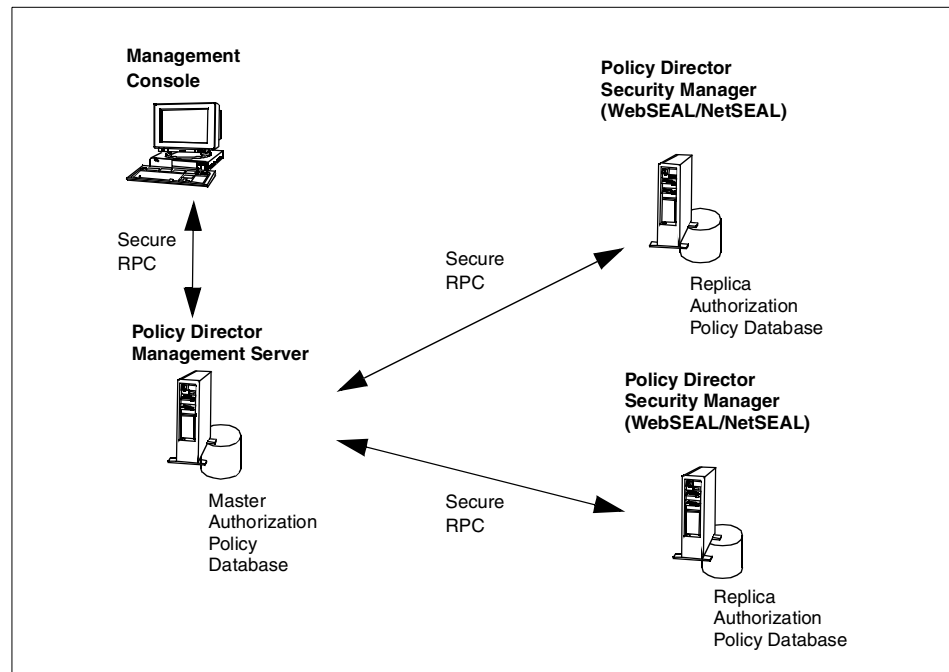 Management
Console
Policy Director
Security Manager
(WebSEAL/NetSEAL)
Secure
RPC
Secure
RPC
Replica
Authorization
Policy Database
Policy Director
Management Server
Policy Director
Security Manager
(WebSEAL/NetSEAL)
Master
Authorization
Policy
Database
Secure
RPC
Replica
Authorization
Policy Database